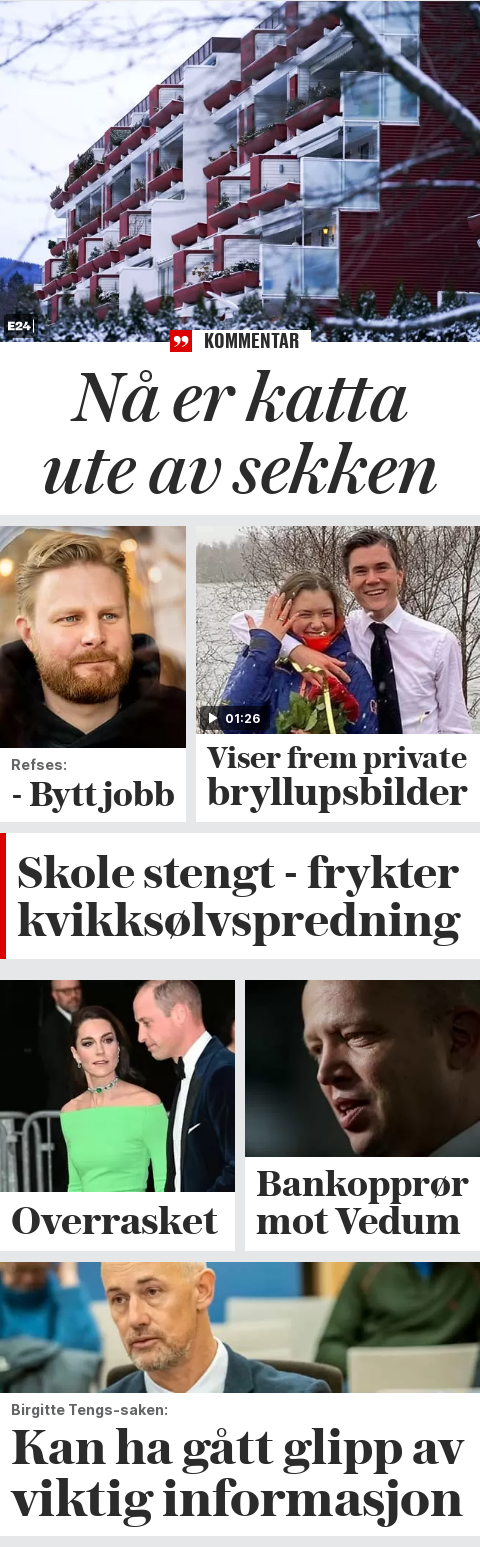 E24
KOMMENTAR
Nå er katta
ute av sekken
Refses:
- Bytt jobb
01:26
Viser frem private
bryllupsbilder
Skole stengt - frykter
kvikksølvspredning
Overrasket
Bankopprør
mot Vedum
Birgitte Tengs-saken:
Kan ha gått glipp av
viktig informasjon